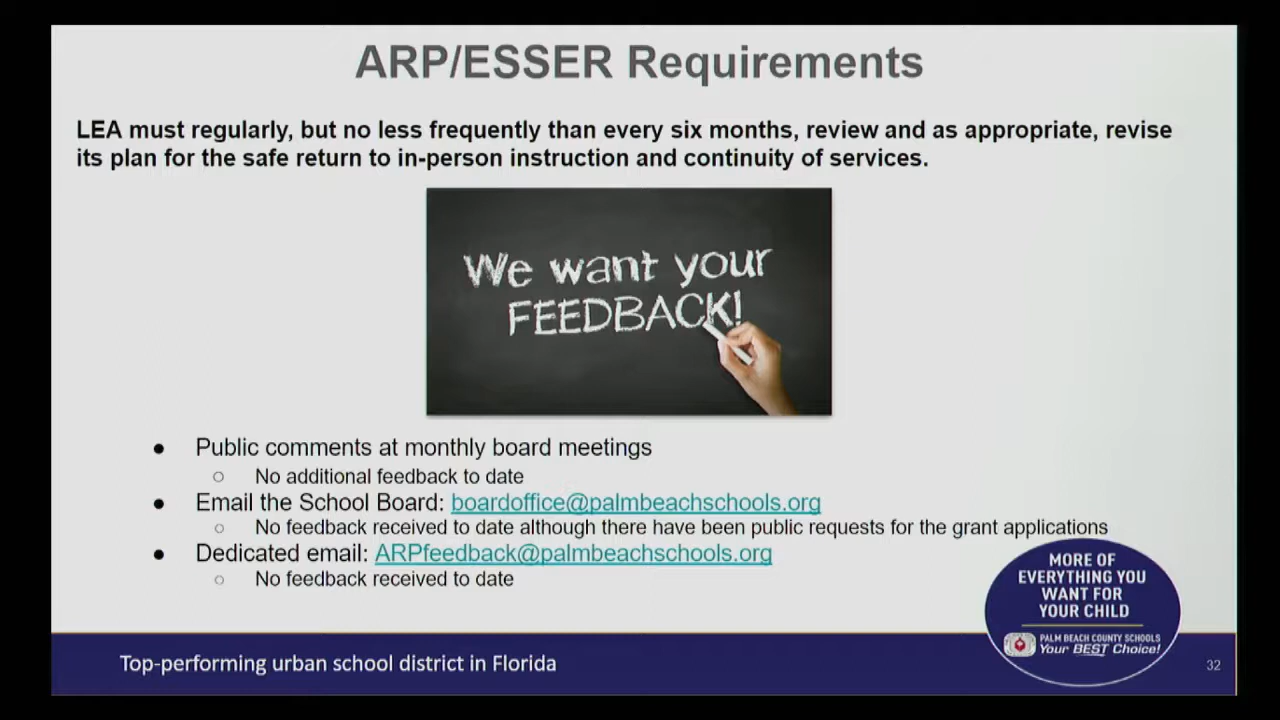 ARP/ESSER Requirements
LEA must regularly, but no less frequently than every six months, review and as appropriate, revise
its plan for the safe return to in-person instruction and continuity of services.
We want your
FEEDBACK!
● Public comments at monthly board meetings
○ No additional feedback to date
● Email the School Board: boardoffice@palmbeachschools.org
○ No feedback received to date although there have been public requests for the grant applications
● Dedicated email: ARPfeedback@palmbeachschools.org
○ No feedback received to date
MORE OF
EVERYTHING YOU
WANT FOR
YOUR CHILD
PALM BEACH COUNTY SCHOOLS
Your BEST Choice!
Top-performing urban school district in Florida
32